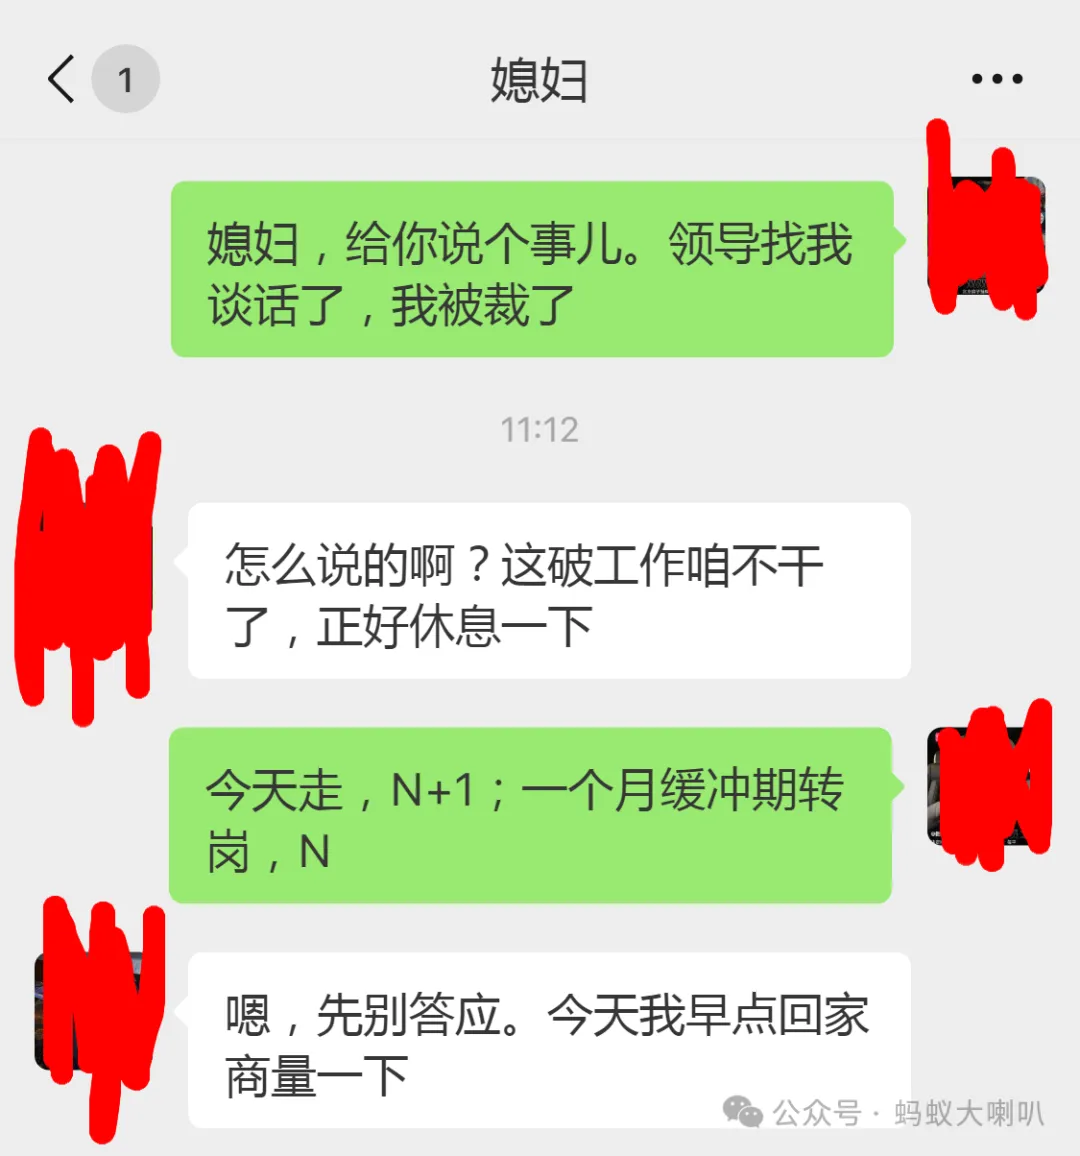 1
媳妇
媳妇，给你说个事儿。领导找我
谈话了，我被裁了
11:12
怎么说的啊？这破工作咱不干
了，正好休息一下
今天走，N+1；一个月缓冲期转
岗，N
嗯，先别答应。今天我早点回家
商量一下
公众号·蚂蚁大喇叭